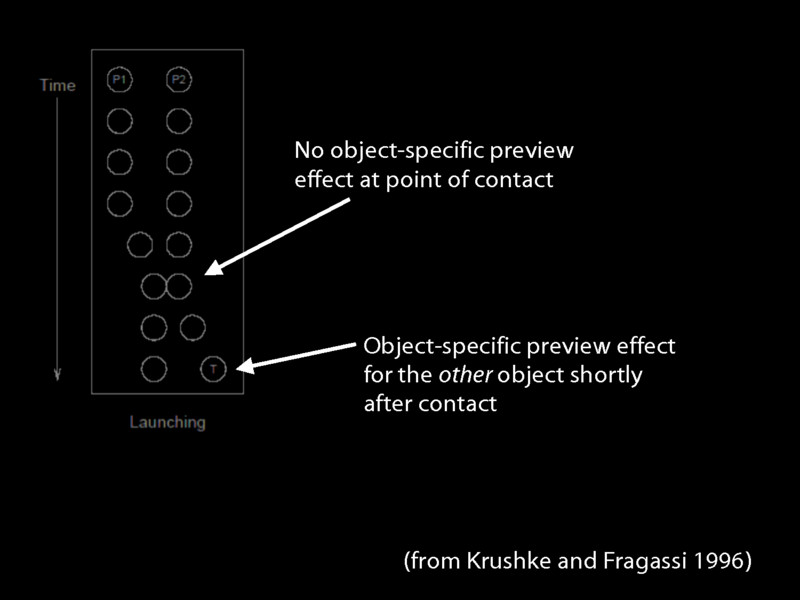 P1 P2
Time
No object-specific preview
effect at point of contact
Object-specific preview effect
for the other object shortly
after contact
T
Launching
(from Krushke and Fragassi 1996)